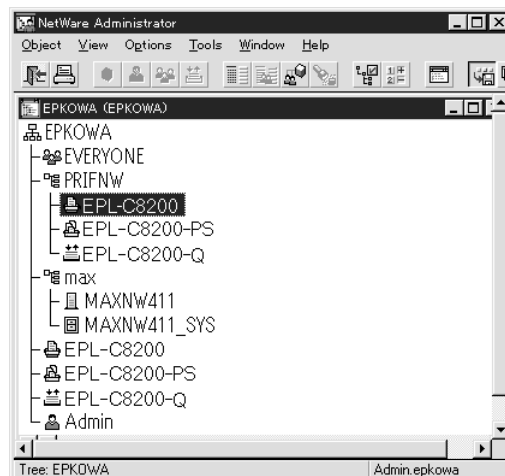 NetWare Administrator
Object View Options Tools Window Help
EPKOWA (EPKOWA)
EPKOWA
EVERYONE
PRIFNW
EPL-C8200
EPL-C8200-PS
EPL-C8200-Q
max
MAXNW411
MAXNW411_SYS
EPL-C8200
EPL-C8200-PS
EPL-C8200-Q
Admin
Tree: EPKOWA Admin.epkowa